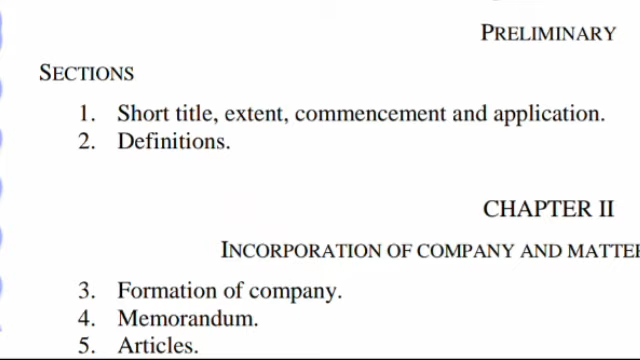 PRELIMINARY
SECTIONS
1. Short title, extent, commencement and application.
2. Definitions.
CHAPTER II
INCORPORATION OF COMPANY AND
3. Formation of company.
4. Memorandum.
5. Articles.